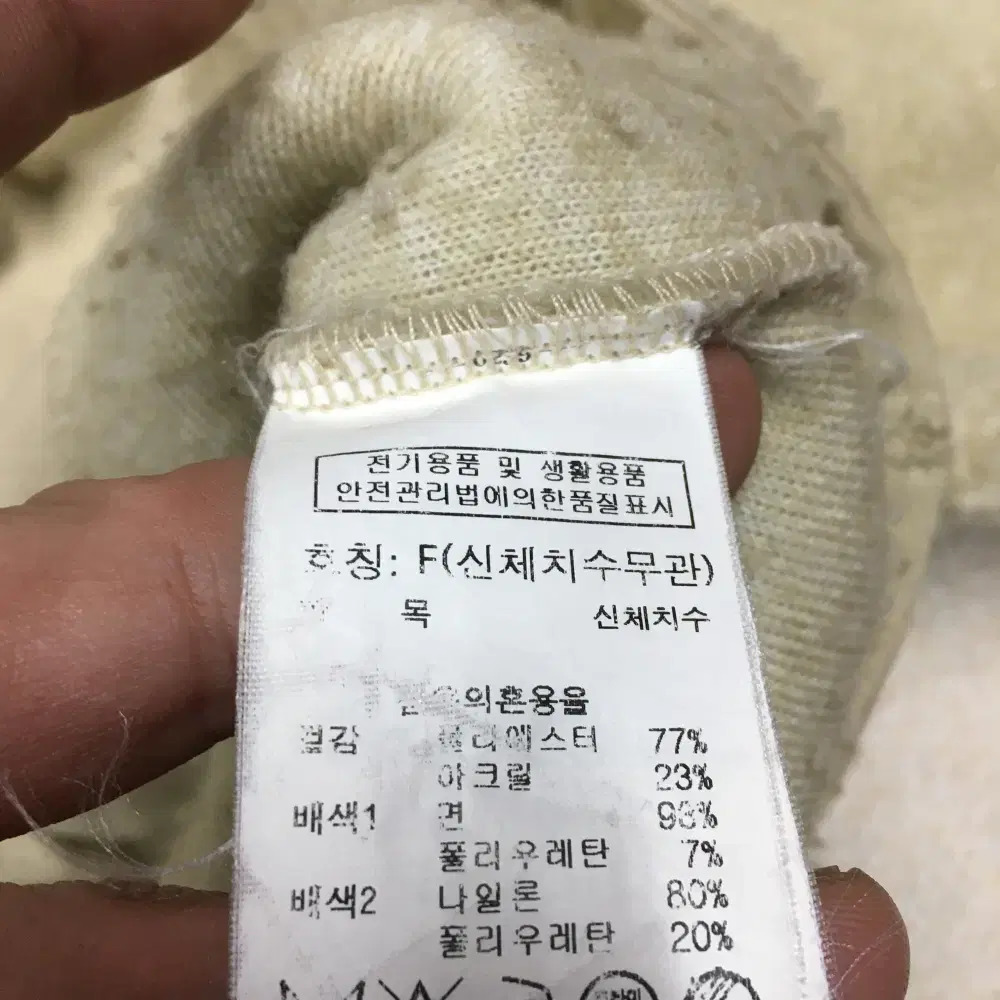 전기용품 및 생활용품
안전관리법에의한품질표시
호칭: F(신체치수무관)
목 신체치수
의혼용율
겉감 폴리에스터 77%
아크릴 23%
배색1 면 93%
폴리우레탄 7%
배색2 나일론 80%
폴리우레탄 20%